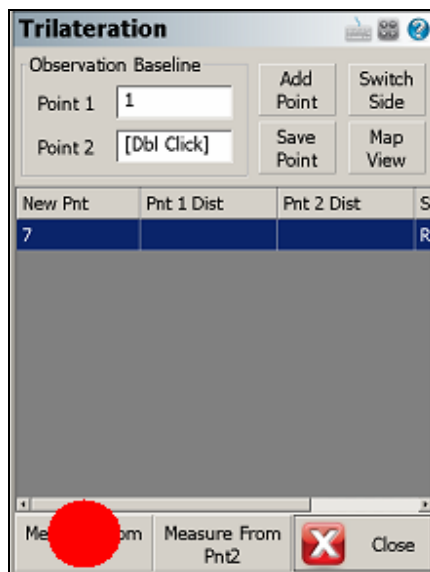 Trilateration
Observation Baseline
Point 1 1
Point 2 [Dbl Click]
Add
Point
Switch
Side
Save
Point
Map
View
New Pnt Pnt 1 Dist Pnt 2 Dist S
7 R
Measure From
Pnt2
Close